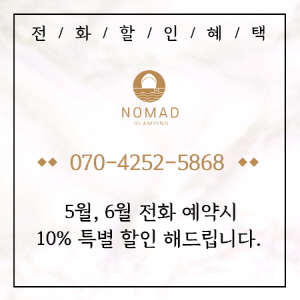 전 / 화 / 할 / 인 / 혜 / 택
NOMAD
GLAMPING
070-4252-5868
5월, 6월 전화 예약시
10% 특별 할인 해드립니다.